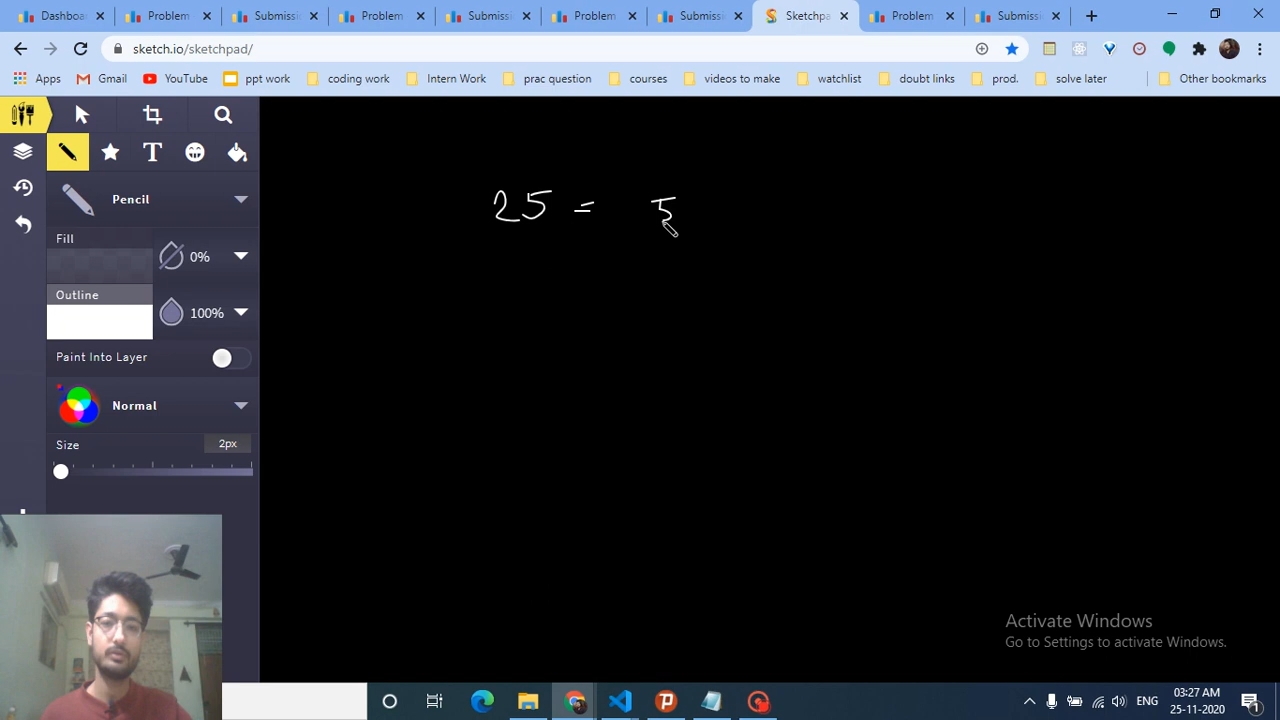 Dashboa
Problem
Submissi
Problem
Submissi
Problem
Submissi
Sketchpa
Problem
Submissi
sketch.io/sketchpad/
Apps
Gmail
YouTube
ppt work
coding work
Intern Work
prac question
courses
videos to make
watchlist
doubt links
prod.
solve later
Other bookmarks
T
Pencil
Fill
0%
Outline
100%
Paint Into Layer
Normal
Size
2px
25 = 5
Activate Windows
Go to Settings to activate Windows.
ENG
03:27 AM
25-11-2020
1